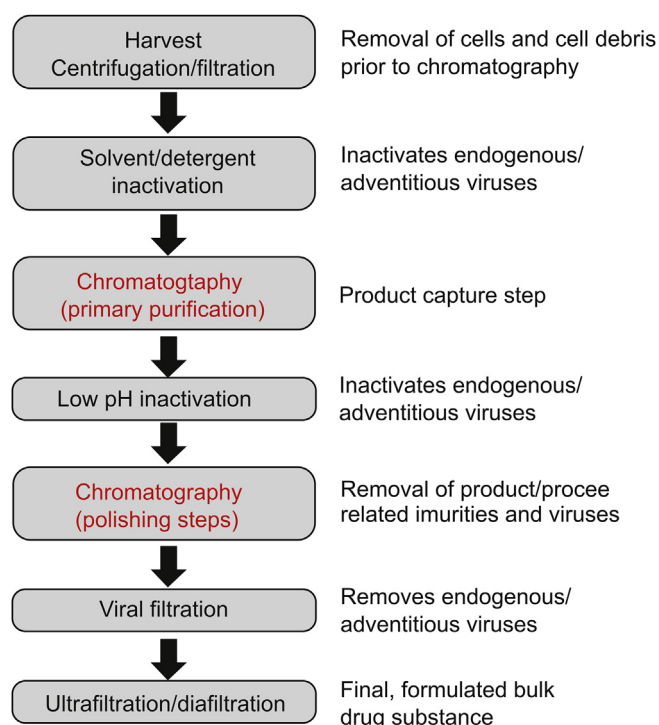 Harvest
Centrifugation/filtration
Removal of cells and cell debris
prior to chromatography
Solvent/detergent
inactivation
Inactivates endogenous/
adventitious viruses
Chromatogtaphy
(primary purification)
Product capture step
Low pH inactivation
Inactivates endogenous/
adventitious viruses
Chromatography
(polishing steps)
Removal of product/procee
related imurities and viruses
Viral filtration
Removes endogenous/
adventitious viruses
Ultrafiltration/diafiltration
Final, formulated bulk
drug substance